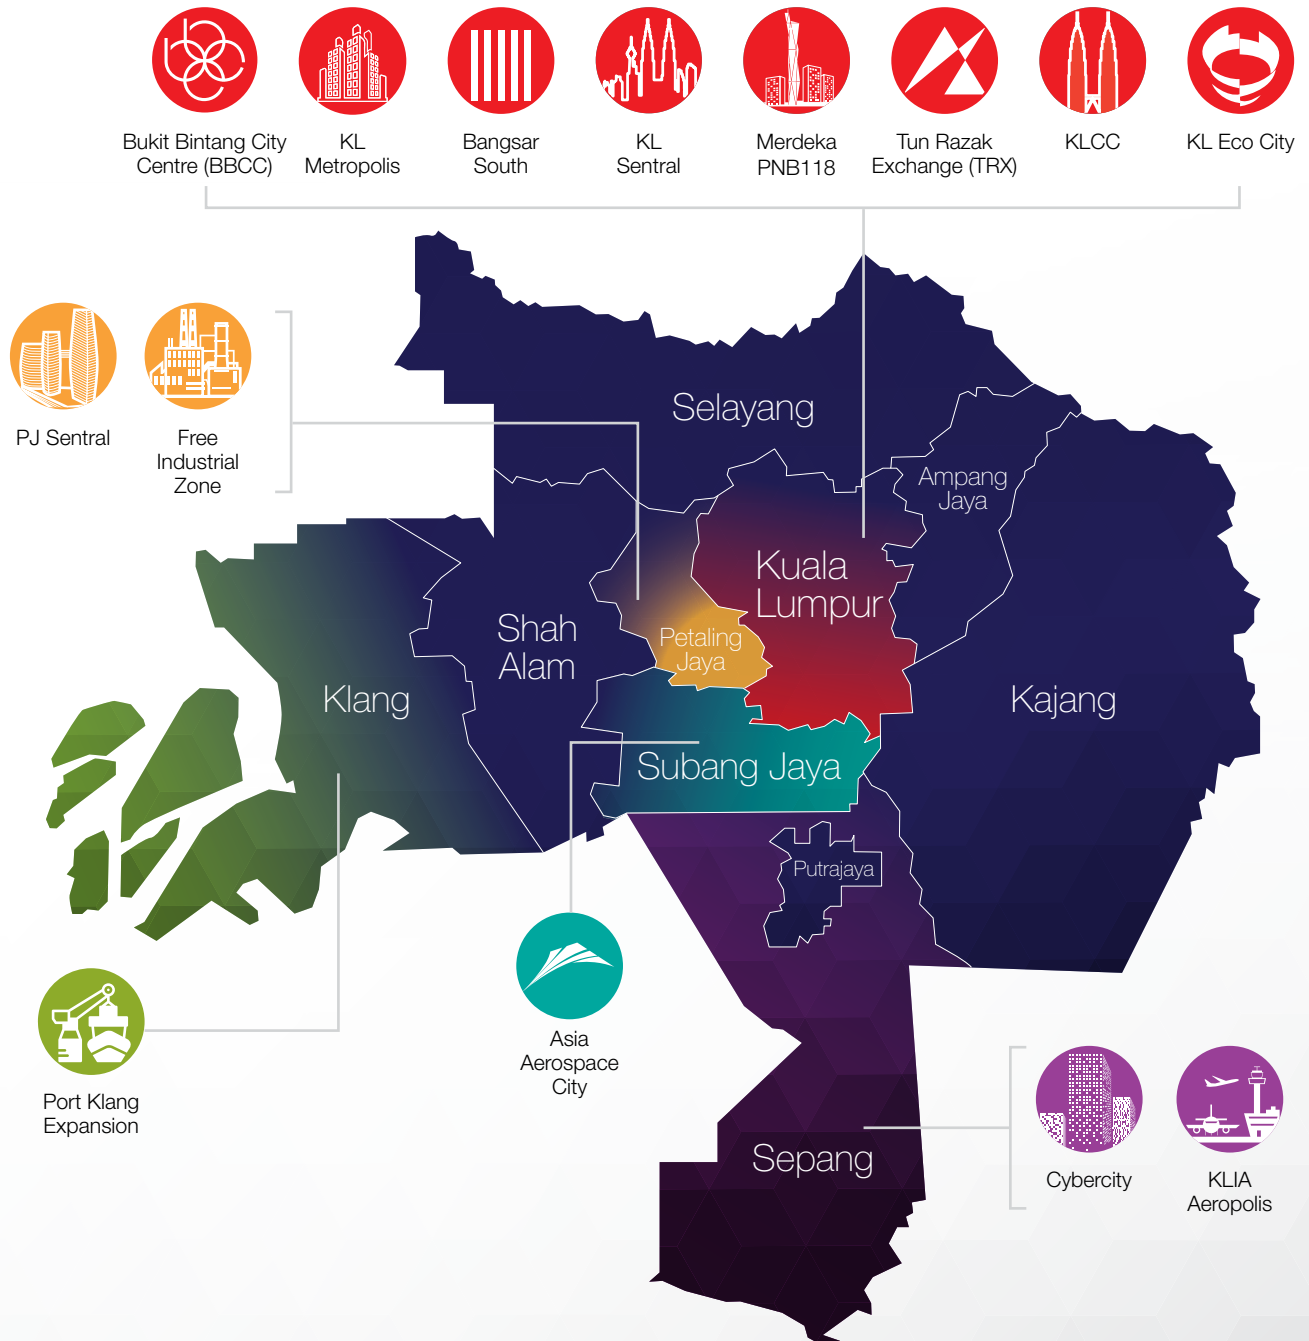 Bukit Bintang City
Centre (BBCC)
KL
Metropolis
Bangsar
South
KL
Sentral
Merdeka
PNB118
Tun Razak
Exchange (TRX)
KLCC
KL Eco City
PJ Sentral
Free
Industrial
Zone
Selayang
Ampang
Jaya
Kuala
Lumpur
Shah
Alam
Petaling
Jaya
Klang
Kajang
Subang Jaya
Putrajaya
Asia
Aerospace
City
Port Klang
Expansion
Sepang
Cybercity
KLIA
Aeropolis